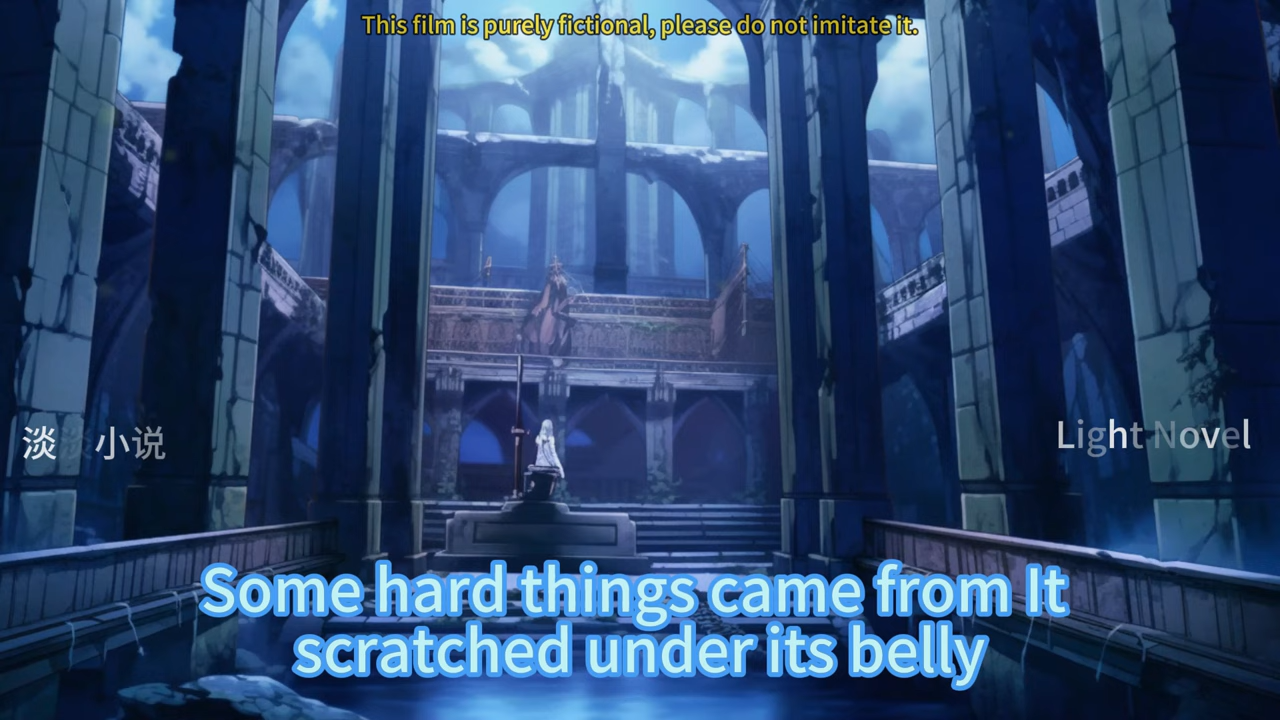 This film is purely fictional, please do not imitate it.
淡淡小说
Light Novel
Some hard things came from It
scratched under its belly